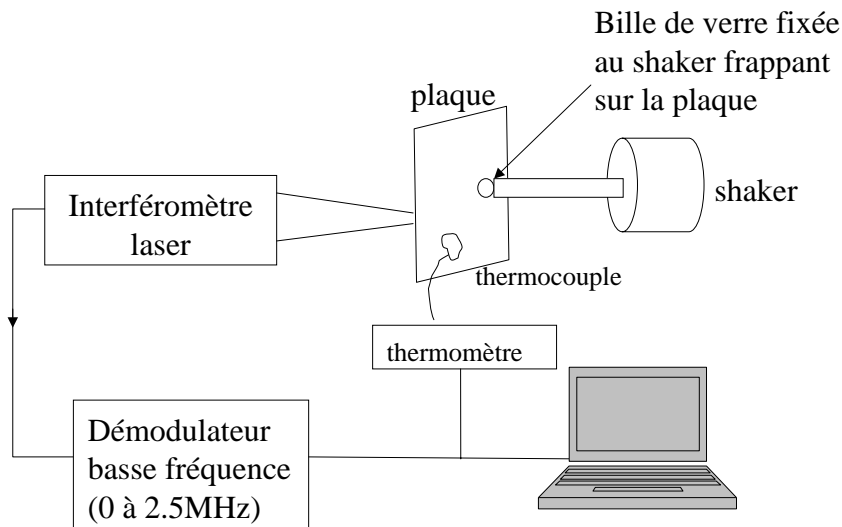 Bille de verre fixée
au shaker frappant
sur la plaque
plaque
shaker
Interféromètre
laser
thermocouple
thermomètre
Démodulateur
basse fréquence
(0 à 2.5MHz)